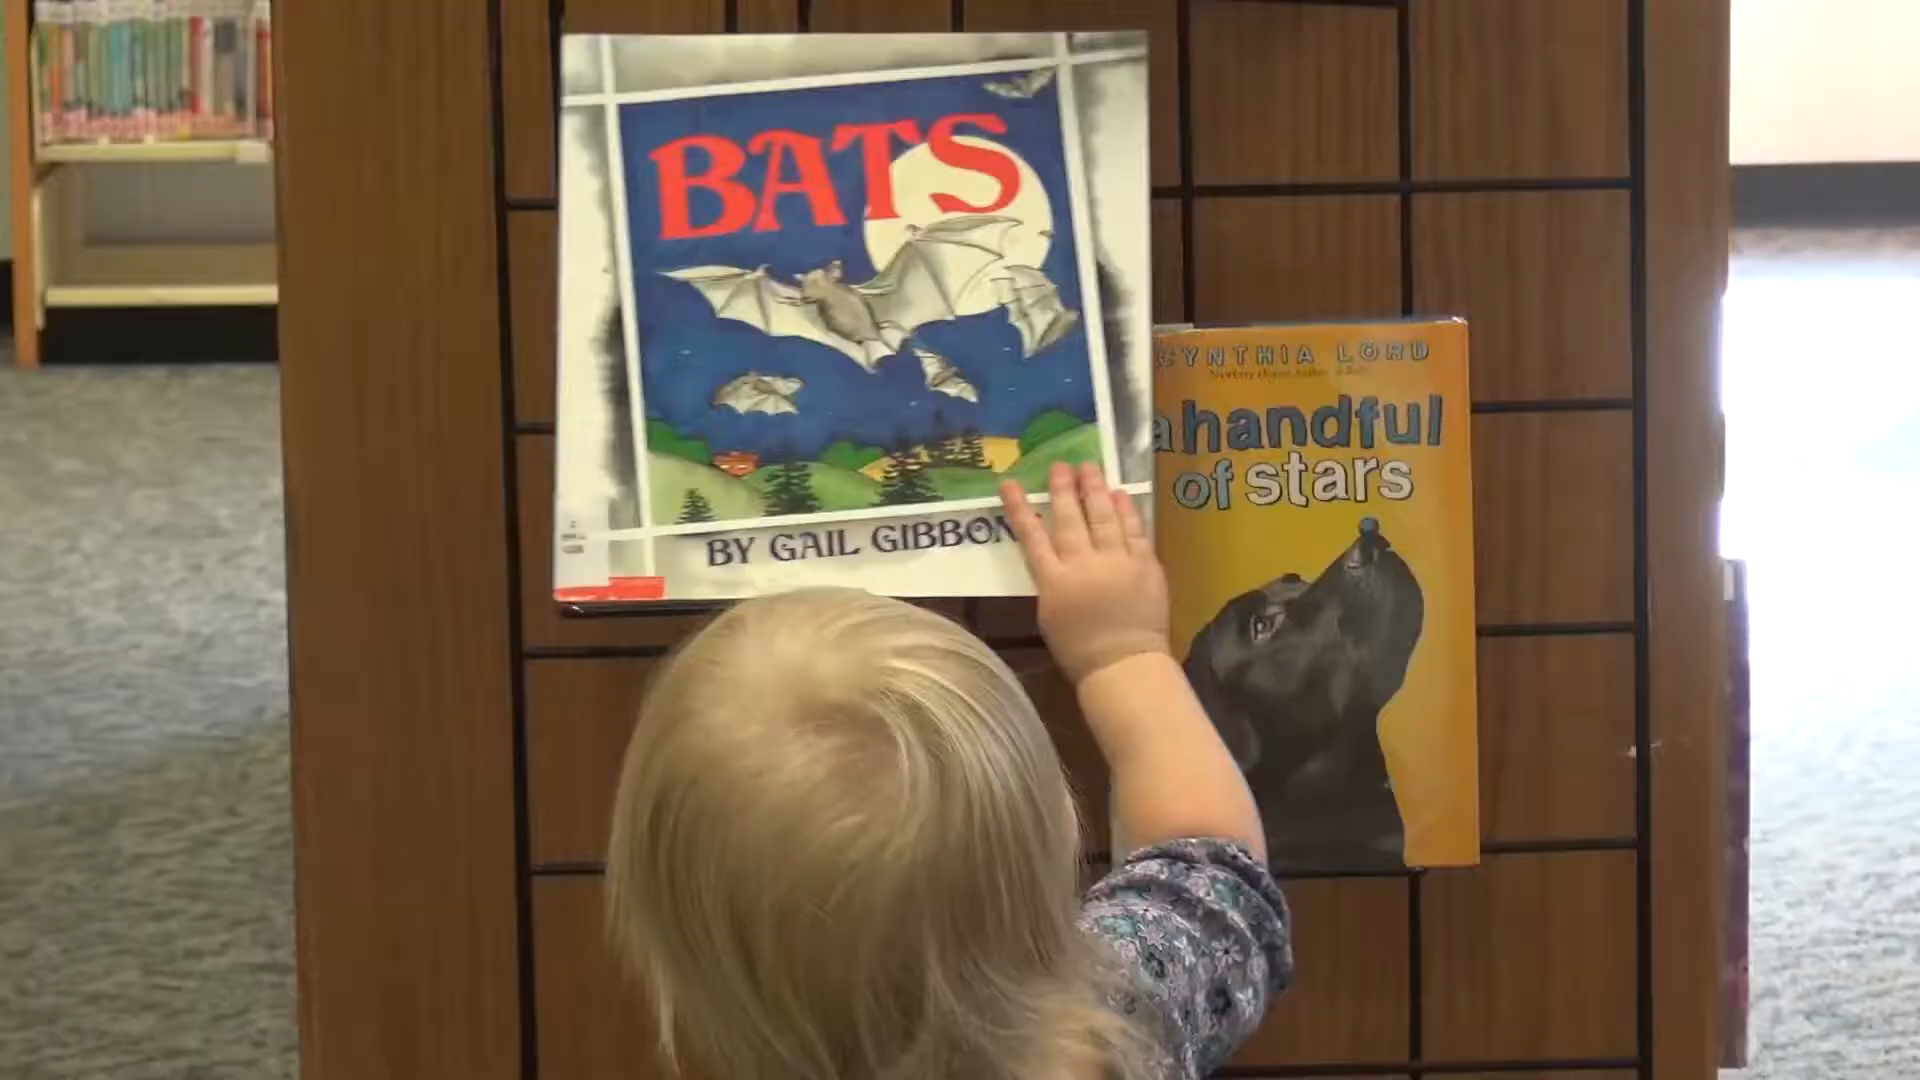 BATS
BY GAIL GIBBON
CYNTHIA LORD
a handful
of stars